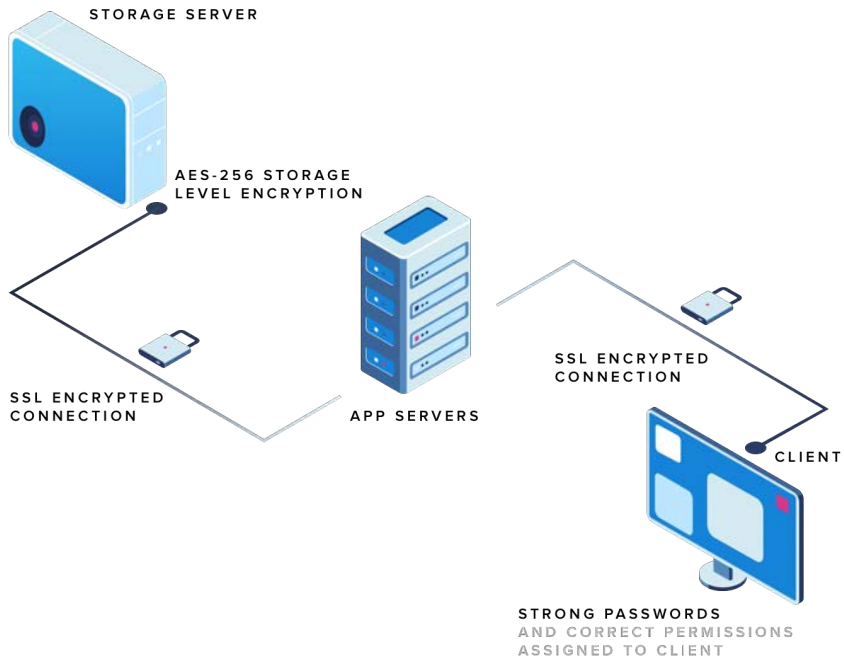 STORAGE SERVER
AES-256 STORAGE
LEVEL ENCRYPTION
SSL ENCRYPTED
CONNECTION
APP SERVERS
SSL ENCRYPTED
CONNECTION
CLIENT
STRONG PASSWORDS
AND CORRECT PERMISSIONS
ASSIGNED TO CLIENT